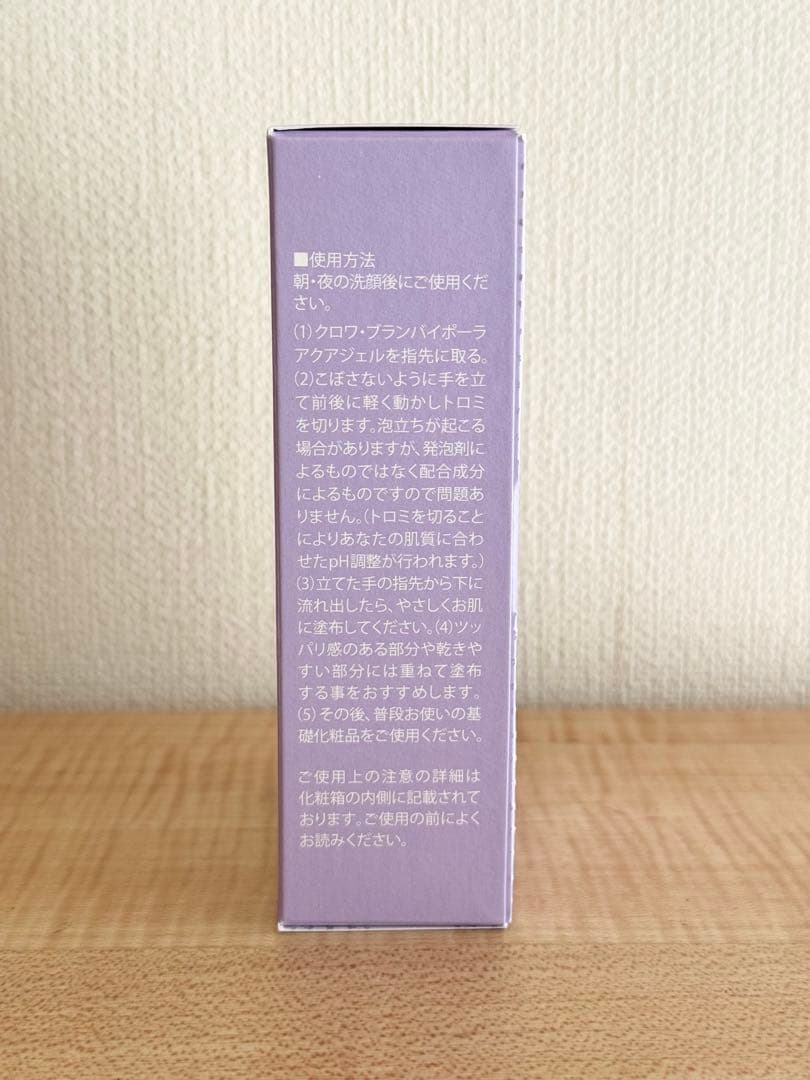 ■使用方法
朝・夜の洗顔後にご使用くだ
さい。
(1)クロワ・ブランバイポーラ
アクアジェルを指先に取る。
(2)こぼさないように手を立
て前後に軽く動かしトロミ
を切ります。泡立ちが起こる
場合がありますが、発泡剤に
よるものではなく配合成分
によるものですので問題あ
りません。(トロミを切ること
によりあなたの肌質に合わ
せたpH調整が行われます。)
(3)立てた手の指先から下に
流れ出したら、やさしくお肌
に塗布してください。(4)ツッ
パリ感のある部分や乾きや
すい部分には重ねて塗布
する事をおすすめします。
(5)その後、普段お使いの基
礎化粧品をご使用ください。
ご使用上の注意の詳細は
化粧箱の内側に記載されて
おります。ご使用の前によく
お読みください。